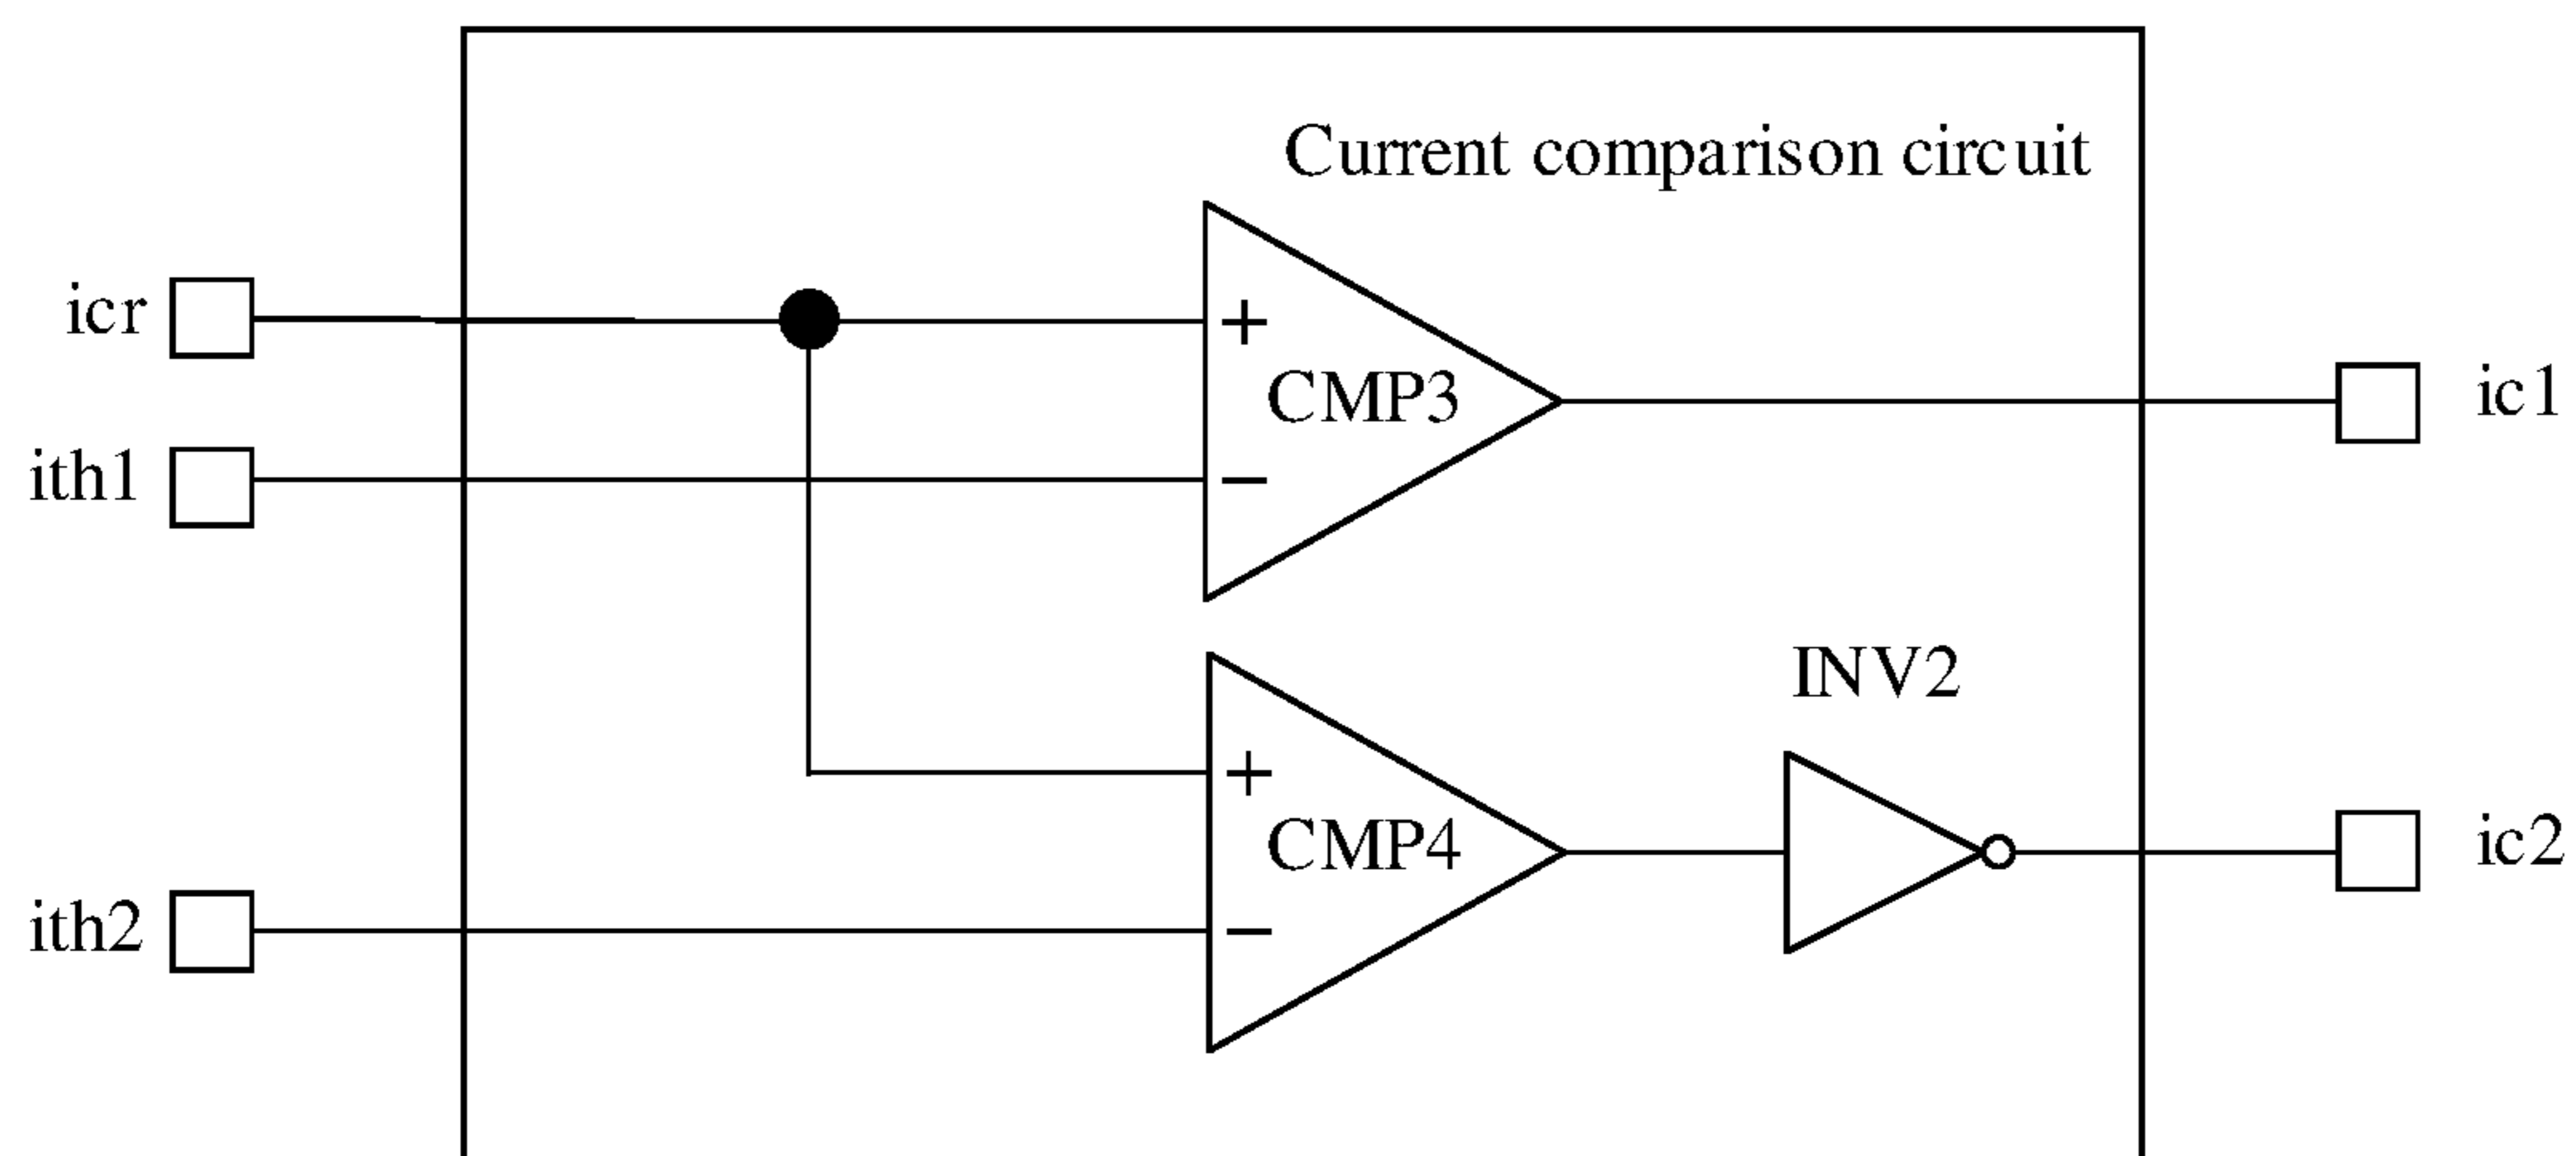 Current comparison circuit
icr
+
CMP3
ic1
ith1
−
INV2
+
CMP4
ic2
ith2
−